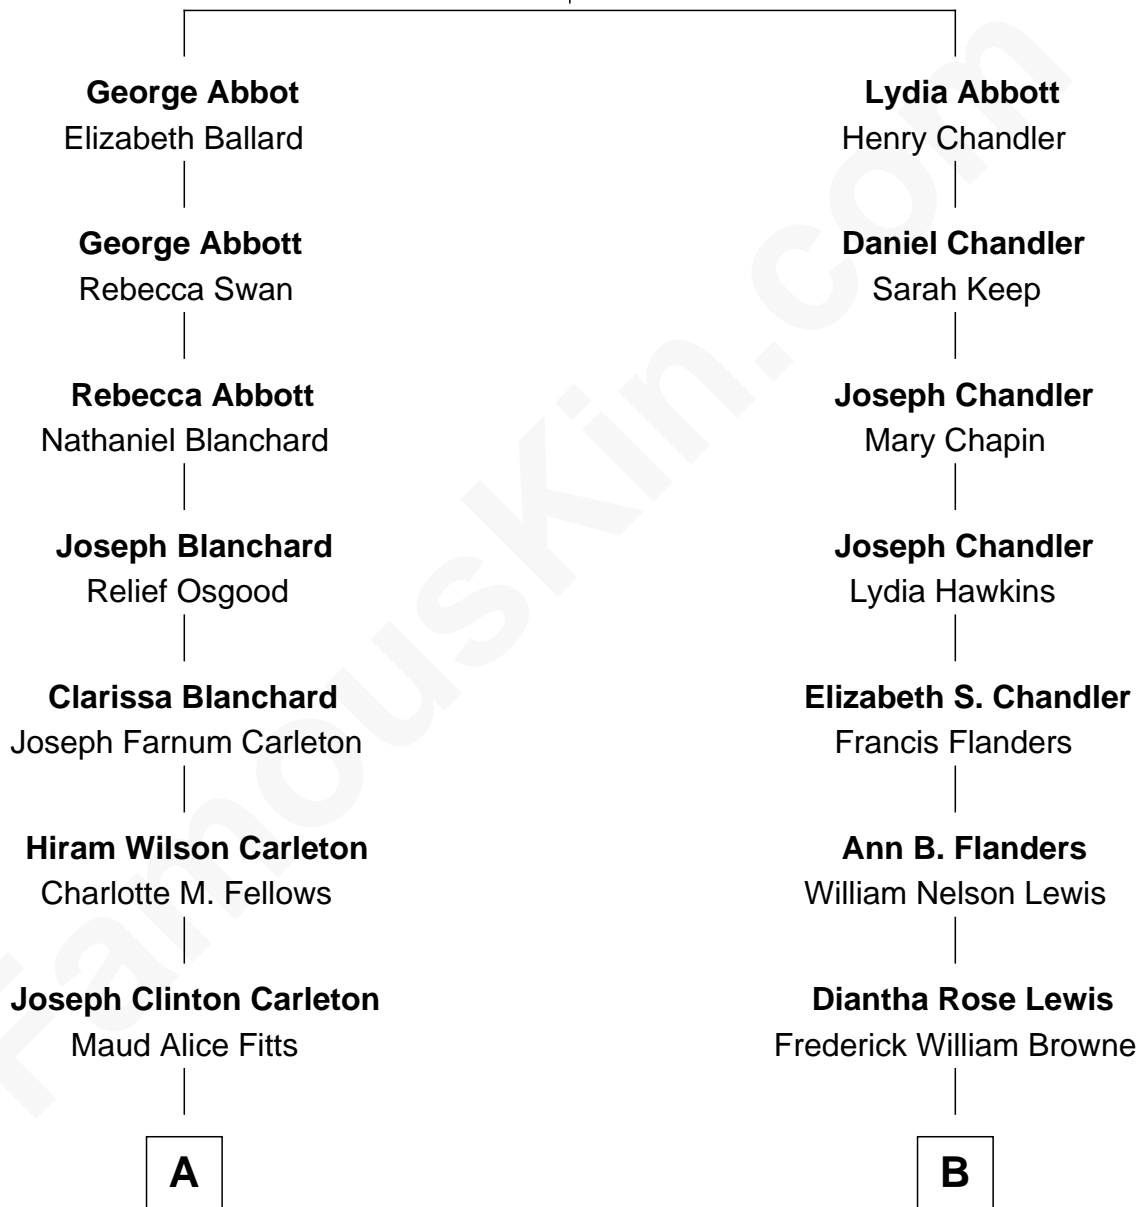 George Abbot
Elizabeth Ballard
George Abbott
Rebecca Swan
Rebecca Abbott
Nathaniel Blanchard
Joseph Blanchard
Relief Osgood
Clarissa Blanchard
Joseph Farnum Carleton
Hiram Wilson Carleton
Charlotte M. Fellows
Joseph Clinton Carleton
Maud Alice Fitts
A
Lydia Abbott
Henry Chandler
Daniel Chandler
Sarah Keep
Joseph Chandler
Mary Chapin
Joseph Chandler
Lydia Hawkins
Elizabeth S. Chandler
Francis Flanders
Ann B. Flanders
William Nelson Lewis
Diantha Rose Lewis
Frederick William Browne
B
FamousKin.com